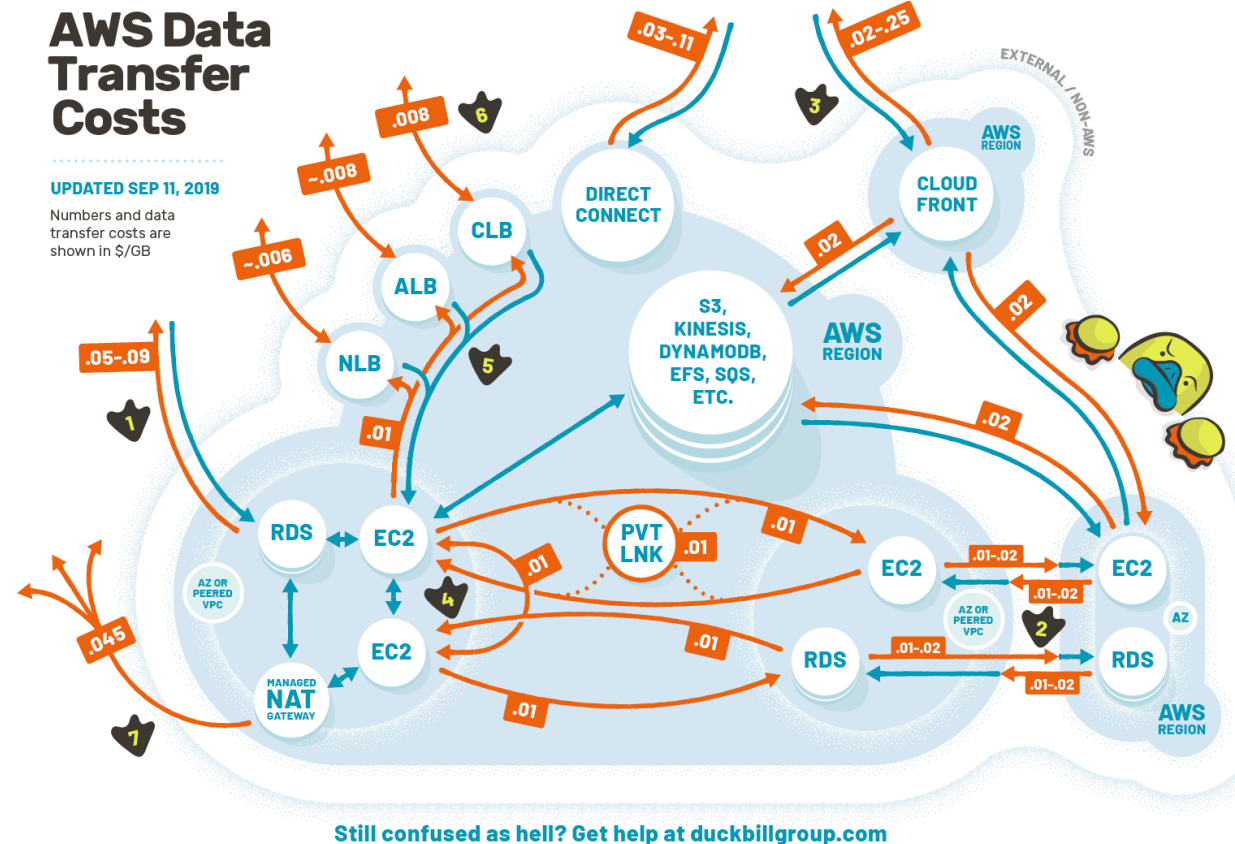 AWS Data
Transfer
Costs
UPDATED SEP 11, 2019
Numbers and data
transfer costs are
shown in $/GB
.03-.11
.02-.25
3
EXTERNAL / NON-AWS
.008
6
~.008
~.006
CLB
ALB
NLB
DIRECT
CONNECT
AWS
REGION
CLOUD
FRONT
.02
.02
S3,
KINESIS,
DYNAMODB,
EFS, SQS,
ETC.
AWS
REGION
.05-.09
1
5
.01
.02
RDS
EC2
AZ OR
PEERED
VPC
.01
4
EC2
MANAGED
NAT
GATEWAY
.045
7
PVT
LNK
.01
.01
.01
.01
EC2
.01-.02
.01-.02
EC2
AZ OR
PEERED
VPC
2
AZ
RDS
.01-.02
.01-.02
RDS
AWS
REGION
Still confused as hell? Get help at duckbillgroup.com